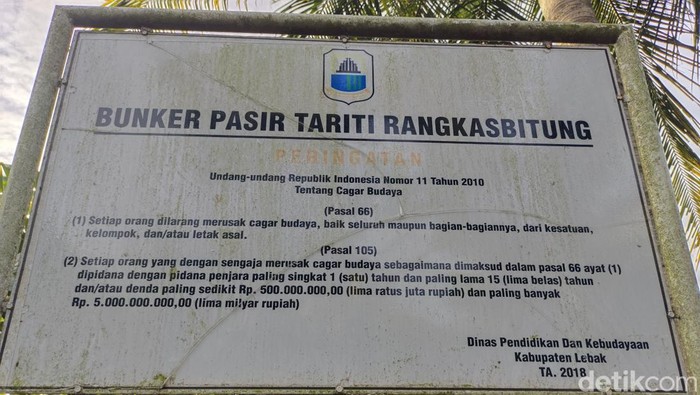 BUNKER PASIR TARITI RANGKASBITUNG
PERINGATAN
Undang-undang Republik Indonesia Nomor 11 Tahun 2010
Tentang Cagar Budaya
(Pasal 66)
(1) Setiap orang dilarang merusak cagar budaya, baik seluruh maupun bagian-bagiannya, dari kesatuan,
kelompok, dan/atau letak asal.
(Pasal 105)
(2) Setiap orang yang dengan sengaja merusak cagar budaya sebagaimana dimaksud dalam pasal 66 ayat (1)
dipidana dengan pidana penjara paling singkat 1 (satu) tahun dan paling lama 15 (lima belas) tahun
dan/atau denda paling sedikit Rp. 500.000.000,00 (lima ratus juta rupiah) dan paling banyak
Rp. 5.000.000.000,00 (lima milyar rupiah)
Dinas Pendidikan Dan Kebudayaan
Kabupaten Lebak
TA. 2018
detikcom